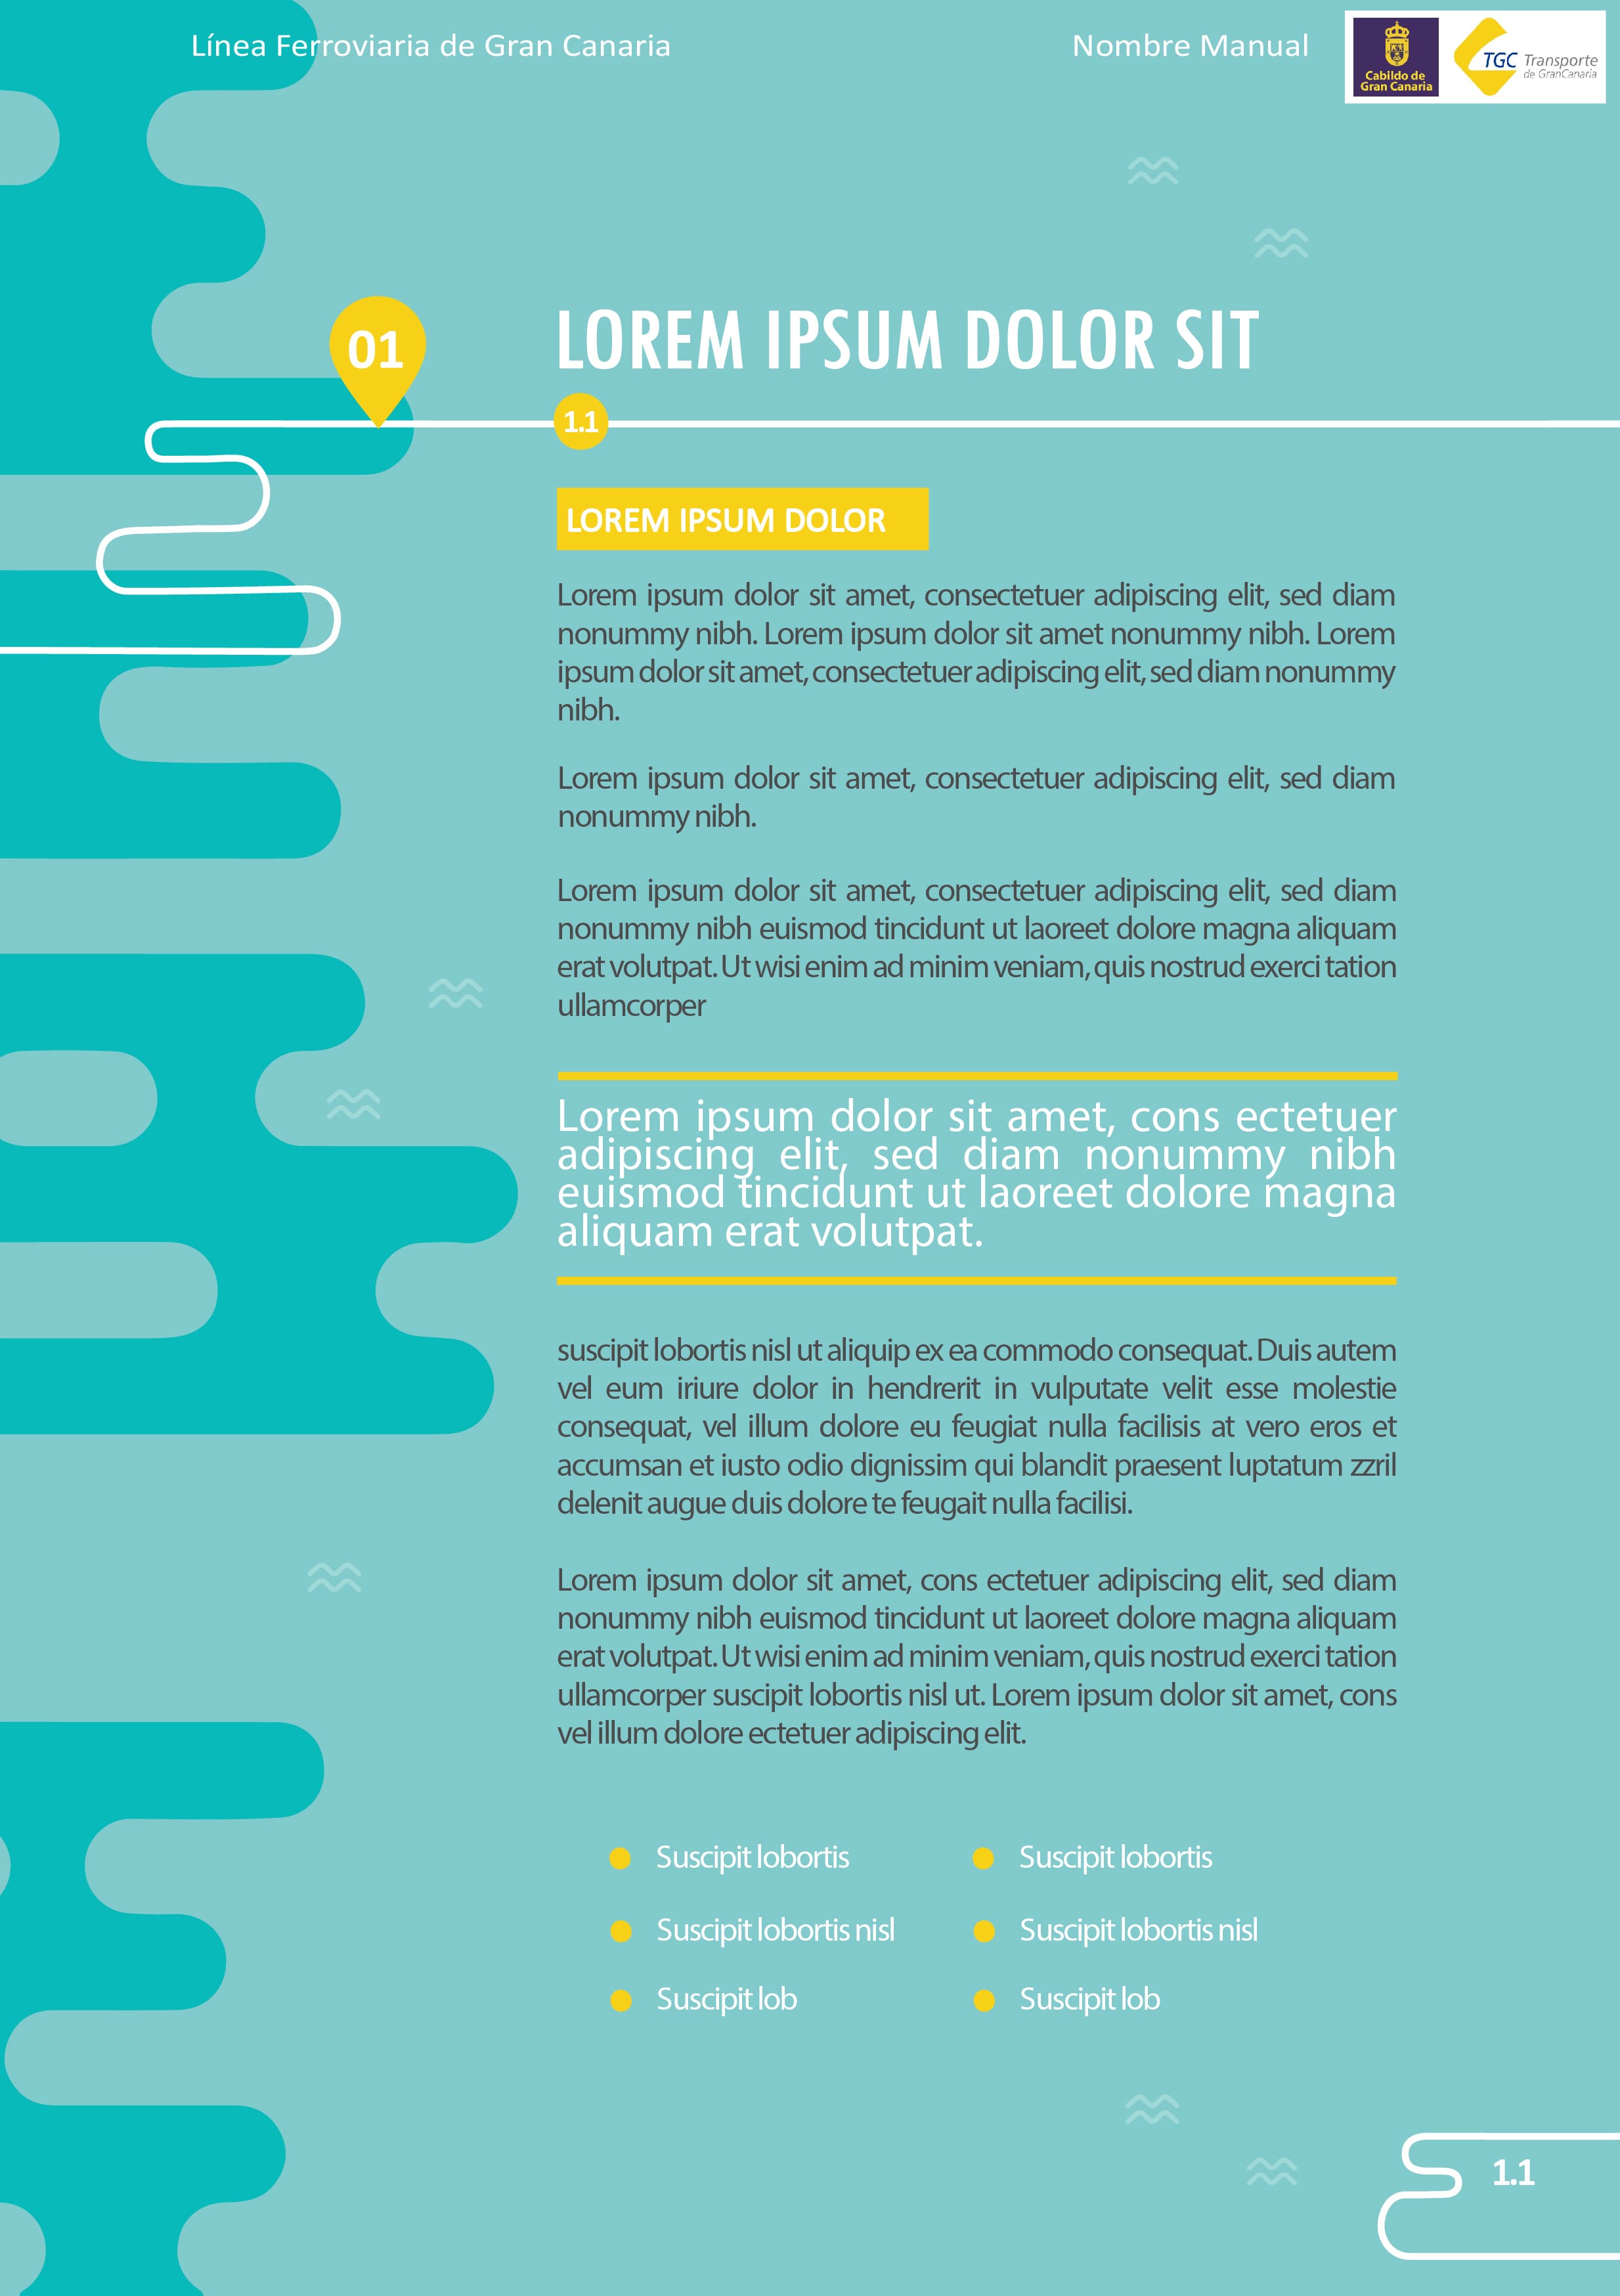 Línea Ferroviaria de Gran Canaria
Nombre Manual
Cabildo de
Gran Canaria
TGC Transporte
de GranCanaria
01
LOREM IPSUM DOLOR SIT
1.1
LOREM IPSUM DOLOR
Lorem ipsum dolor sit amet, consectetuer adipiscing elit, sed diam
nonummy nibh. Lorem ipsum dolor sit amet nonummy nibh. Lorem
ipsum dolor sit amet, consectetuer adipiscing elit, sed diam nonummy
nibh.
Lorem ipsum dolor sit amet, consectetuer adipiscing elit, sed diam
nonummy nibh.
Lorem ipsum dolor sit amet, consectetuer adipiscing elit, sed diam
nonummy nibh euismod tincidunt ut laoreet dolore magna aliquam
erat volutpat. Ut wisi enim ad minim veniam, quis nostrud exerci tation
ullamcorper
Lorem ipsum dolor sit amet, cons ectetuer
adipiscing elit, sed diam nonummy nibh
euismod tincidunt ut laoreet dolore magna
aliquam erat volutpat.
suscipit lobortis nisl ut aliquip ex ea commodo consequat. Duis autem
vel eum iriure dolor in hendrerit in vulputate velit esse molestie
consequat, vel illum dolore eu feugiat nulla facilisis at vero eros et
accumsan et iusto odio dignissim qui blandit praesent luptatum zzril
delenit augue duis dolore te feugait nulla facilisi.
Lorem ipsum dolor sit amet, cons ectetuer adipiscing elit, sed diam
nonummy nibh euismod tincidunt ut laoreet dolore magna aliquam
erat volutpat. Ut wisi enim ad minim veniam, quis nostrud exerci tation
ullamcorper suscipit lobortis nisl ut. Lorem ipsum dolor sit amet, cons
vel illum dolore ectetuer adipiscing elit.
Suscipit lobortis
Suscipit lobortis nisl
Suscipit lob
Suscipit lobortis
Suscipit lobortis nisl
Suscipit lob
1.1